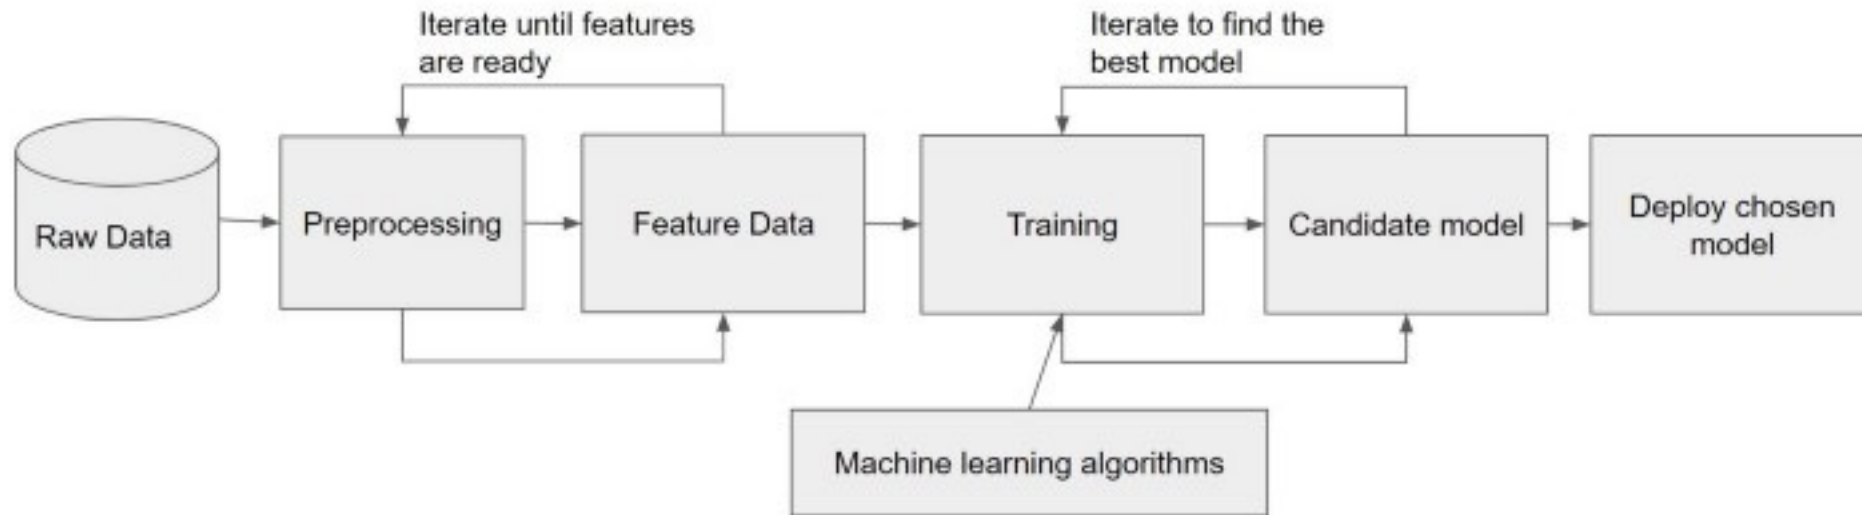 Iterate until features
are ready
Iterate to find the
best model
Raw Data
Preprocessing
Feature Data
Training
Candidate model
Deploy chosen
model
Machine learning algorithms